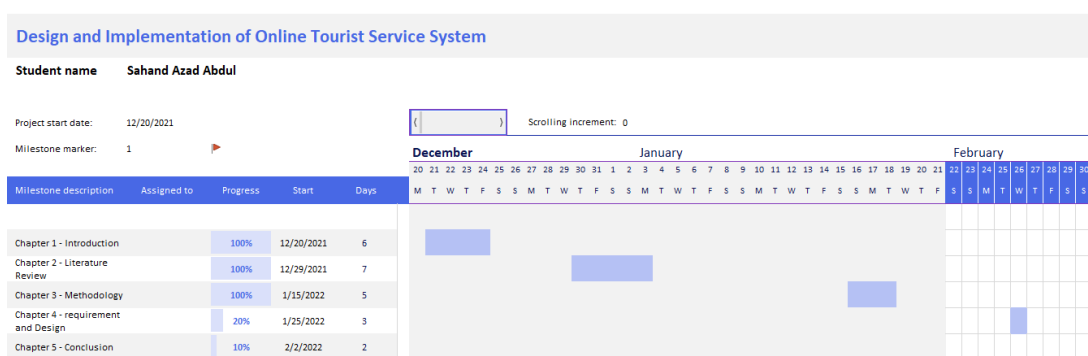 Design and Implementation of Online Tourist Service System
Student name Sahand Azad Abdul
Project start date: 12/20/2021 Scrolling increment: 0
Milestone marker: 1
December January February
20 21 22 23 24 25 26 27 28 29 30 31 1 2 3 4 5 6 7 8 9 10 11 12 13 14 15 16 17 18 19 20 21 22 23 24 25 26 27 28 29 30
Milestone description Assigned to Progress Start Days M T W T F S S M T W T F S S M T W T F S S M T W T F S S M T W T F S S M T W T F S S
Chapter 1 - Introduction 100% 12/20/2021 6
Chapter 2 - Literature
Review 100% 12/29/2021 7
Chapter 3 - Methodology 100% 1/15/2022 5
Chapter 4 - requirement
and Design 20% 1/25/2022 3
Chapter 5 - Conclusion 10% 2/2/2022 2